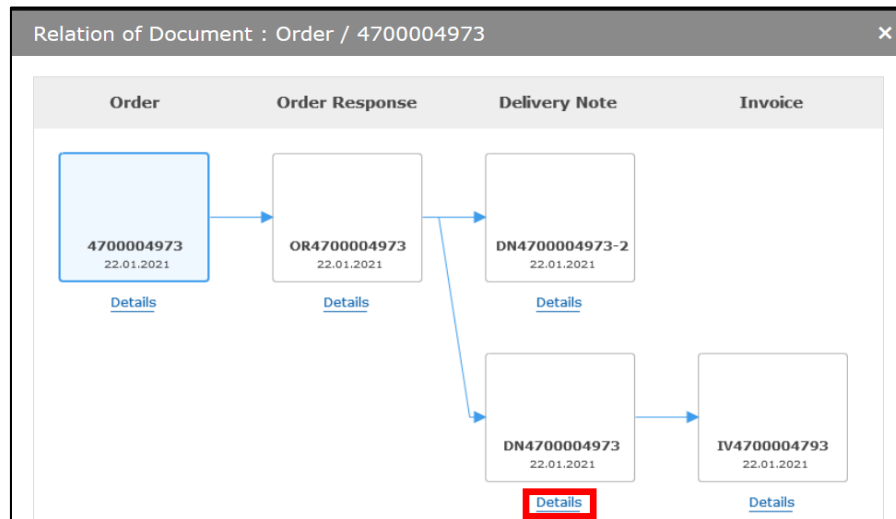 Relation of Document : Order / 4700004973
×
Order Order Response Delivery Note Invoice
4700004973 OR4700004973 DN4700004973-2
22.01.2021 22.01.2021 22.01.2021
Details Details Details
DN4700004973 IV4700004793
22.01.2021 22.01.2021
Details Details